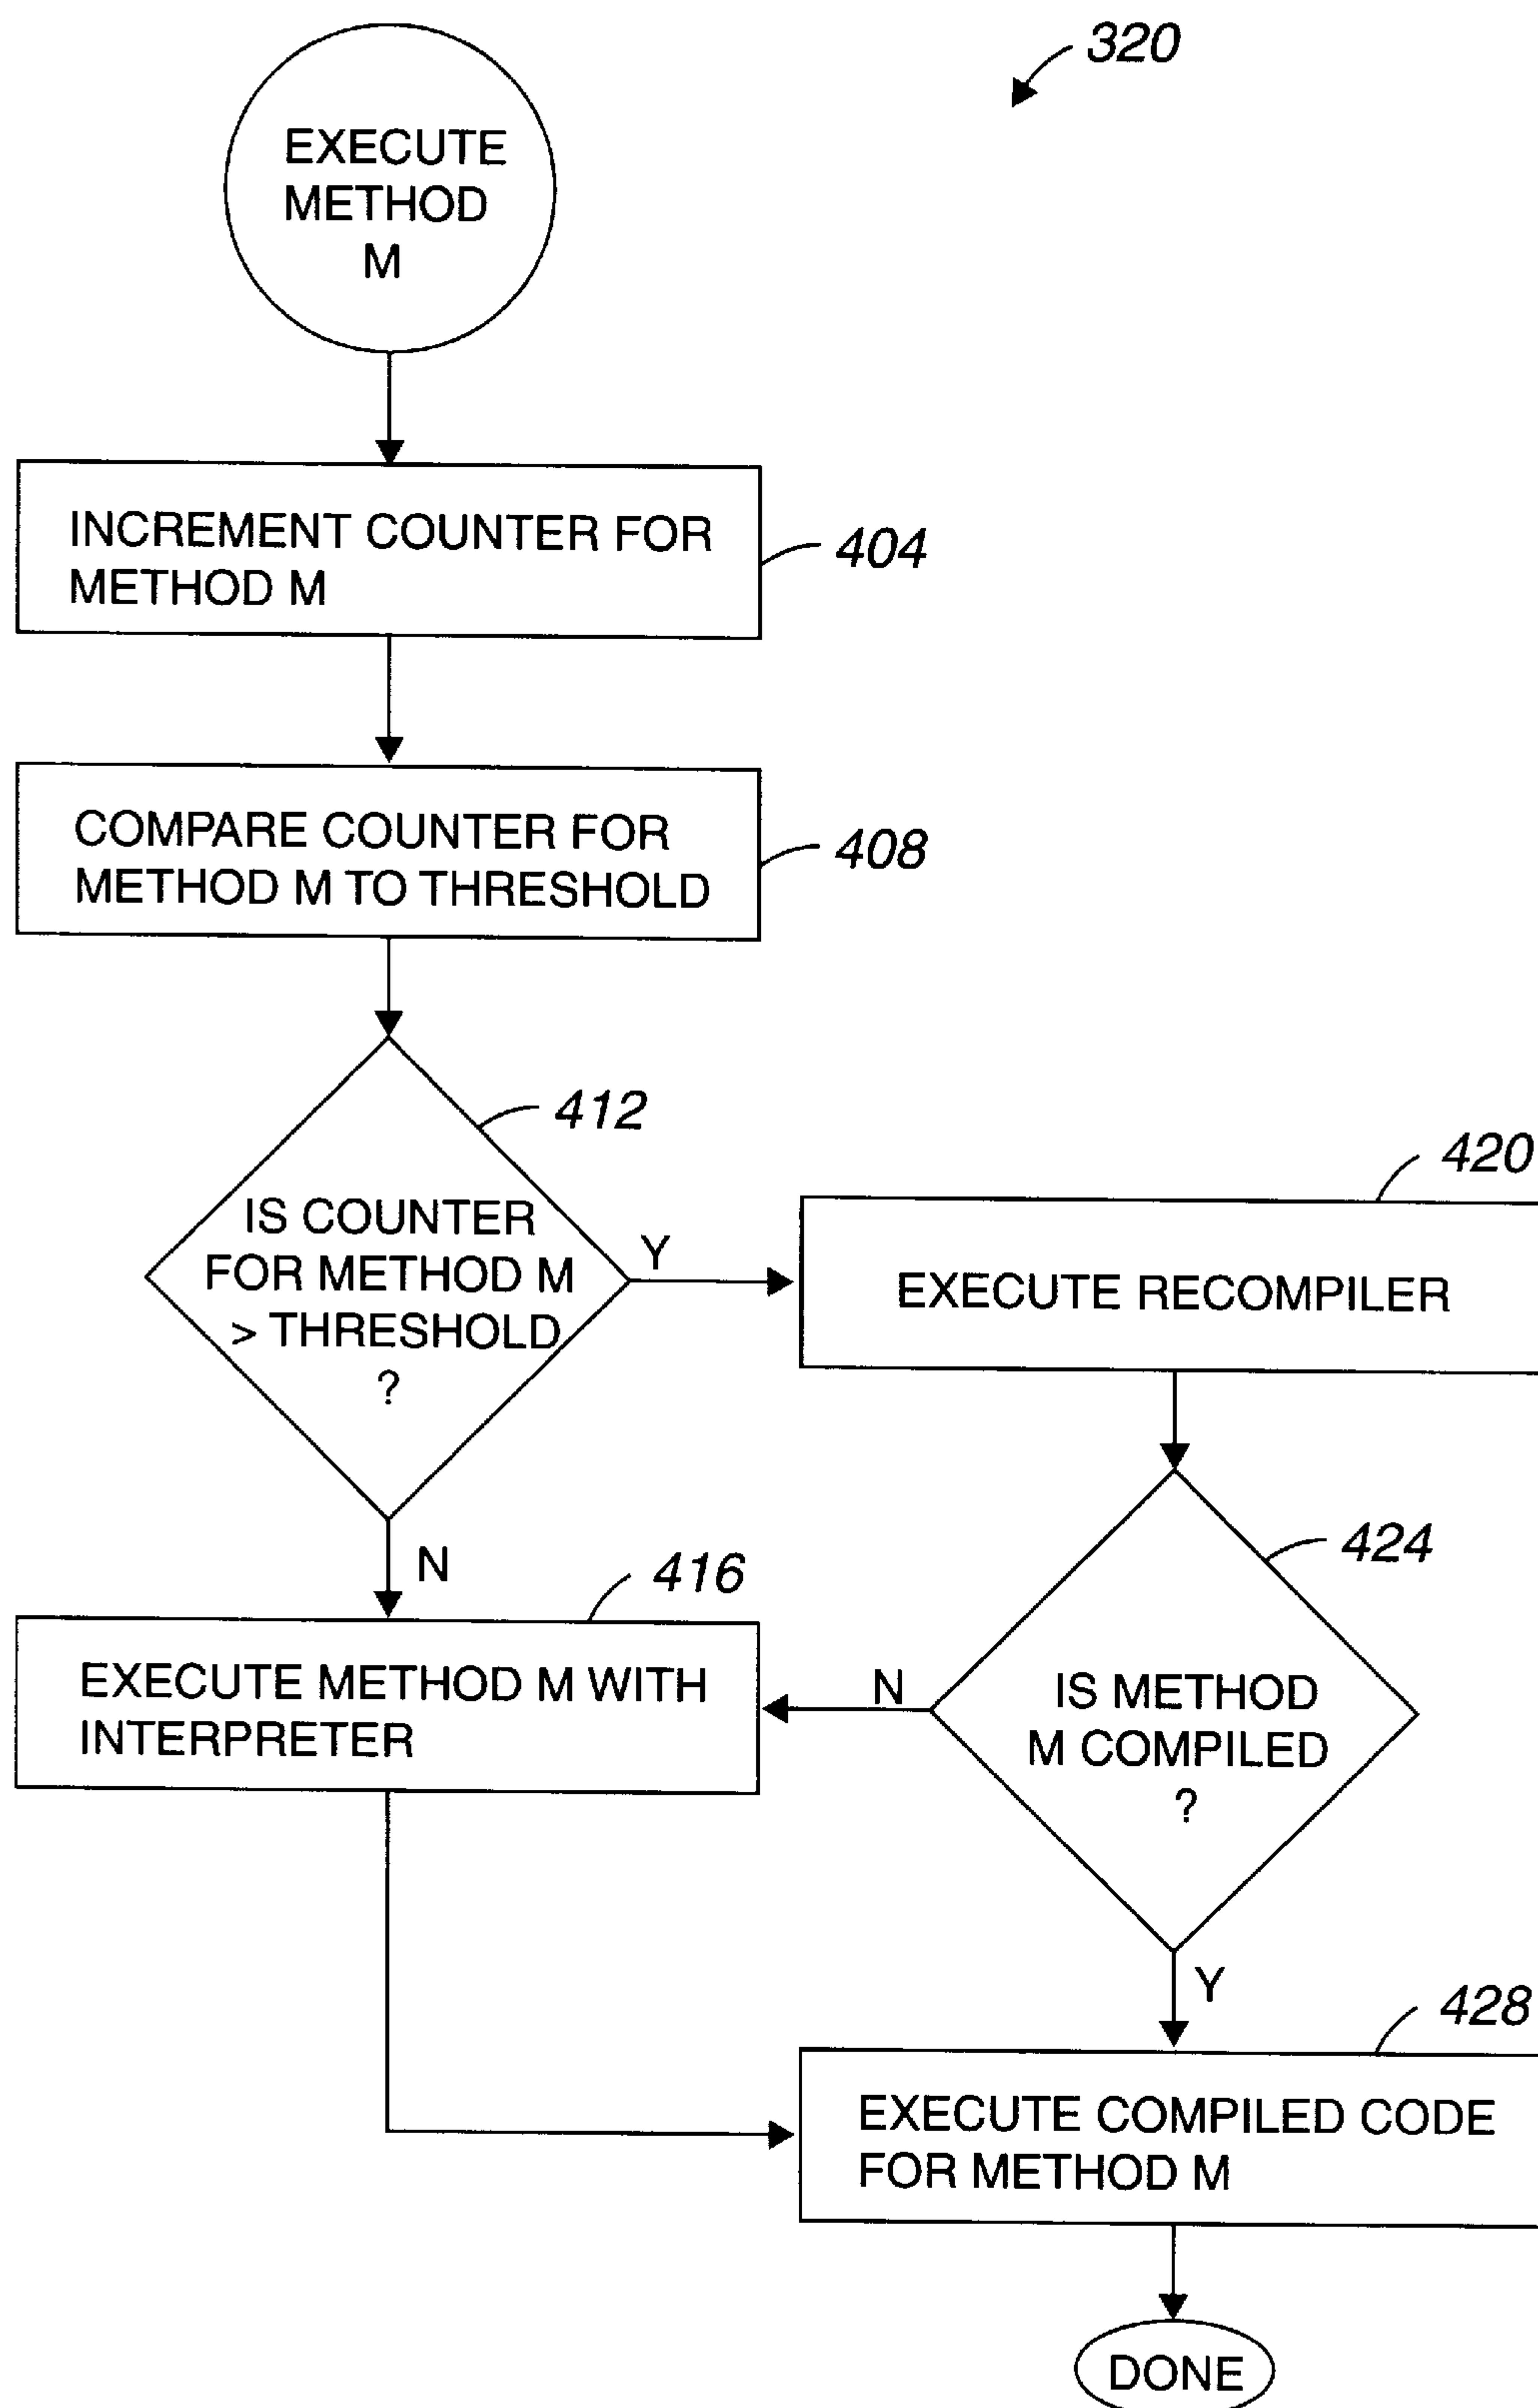 320
EXECUTE
METHOD
M
INCREMENT COUNTER FOR
METHOD M
404
COMPARE COUNTER FOR
METHOD M TO THRESHOLD
408
412
IS COUNTER
FOR METHOD M
> THRESHOLD
?
Y
N
420
EXECUTE RECOMPILER
416
EXECUTE METHOD M WITH
INTERPRETER
424
IS METHOD
M COMPILED
?
N
Y
428
EXECUTE COMPILED CODE
FOR METHOD M
DONE